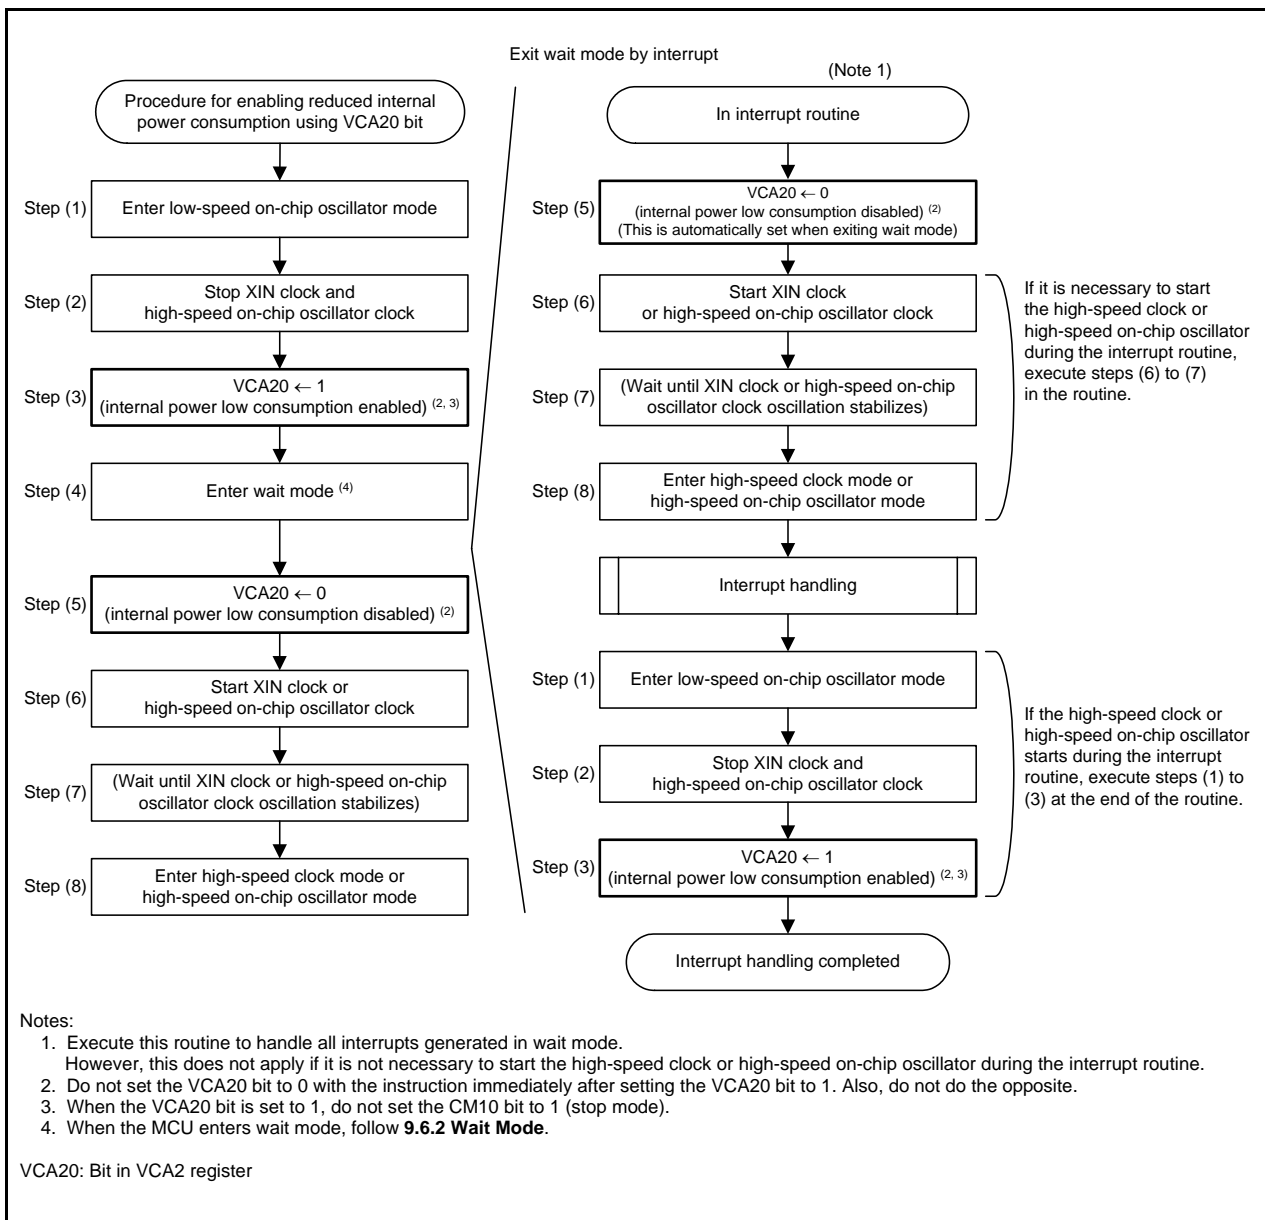 Exit wait mode by interrupt
Procedure for enabling reduced internal
power consumption using VCA20 bit
Step (1)
Enter low-speed on-chip oscillator mode
Step (2)
Stop XIN clock and
high-speed on-chip oscillator clock
Step (3)
VCA20 ← 1
(internal power low consumption enabled) (2, 3)
Step (4)
Enter wait mode (4)
Step (5)
VCA20 ← 0
(internal power low consumption disabled) (2)
Step (6)
Start XIN clock or
high-speed on-chip oscillator clock
Step (7)
(Wait until XIN clock or high-speed on-chip
oscillator clock oscillation stabilizes)
Step (8)
Enter high-speed clock mode or
high-speed on-chip oscillator mode
(Note 1)
In interrupt routine
Step (5)
VCA20 ← 0
(internal power low consumption disabled) (2)
(This is automatically set when exiting wait mode)
Step (6)
Start XIN clock
or high-speed on-chip oscillator clock
Step (7)
(Wait until XIN clock or high-speed on-chip
oscillator clock oscillation stabilizes)
Step (8)
Enter high-speed clock mode or
high-speed on-chip oscillator mode
If it is necessary to start
the high-speed clock or
high-speed on-chip oscillator
during the interrupt routine,
execute steps (6) to (7)
in the routine.
Interrupt handling
Step (1)
Enter low-speed on-chip oscillator mode
Step (2)
Stop XIN clock and
high-speed on-chip oscillator clock
Step (3)
VCA20 ← 1
(internal power low consumption enabled) (2, 3)
If the high-speed clock or
high-speed on-chip oscillator
starts during the interrupt
routine, execute steps (1) to
(3) at the end of the routine.
Interrupt handling completed
Notes:
1. Execute this routine to handle all interrupts generated in wait mode.
However, this does not apply if it is not necessary to start the high-speed clock or high-speed on-chip oscillator during the interrupt routine.
2. Do not set the VCA20 bit to 0 with the instruction immediately after setting the VCA20 bit to 1. Also, do not do the opposite.
3. When the VCA20 bit is set to 1, do not set the CM10 bit to 1 (stop mode).
4. When the MCU enters wait mode, follow 9.6.2 Wait Mode.
VCA20: Bit in VCA2 register